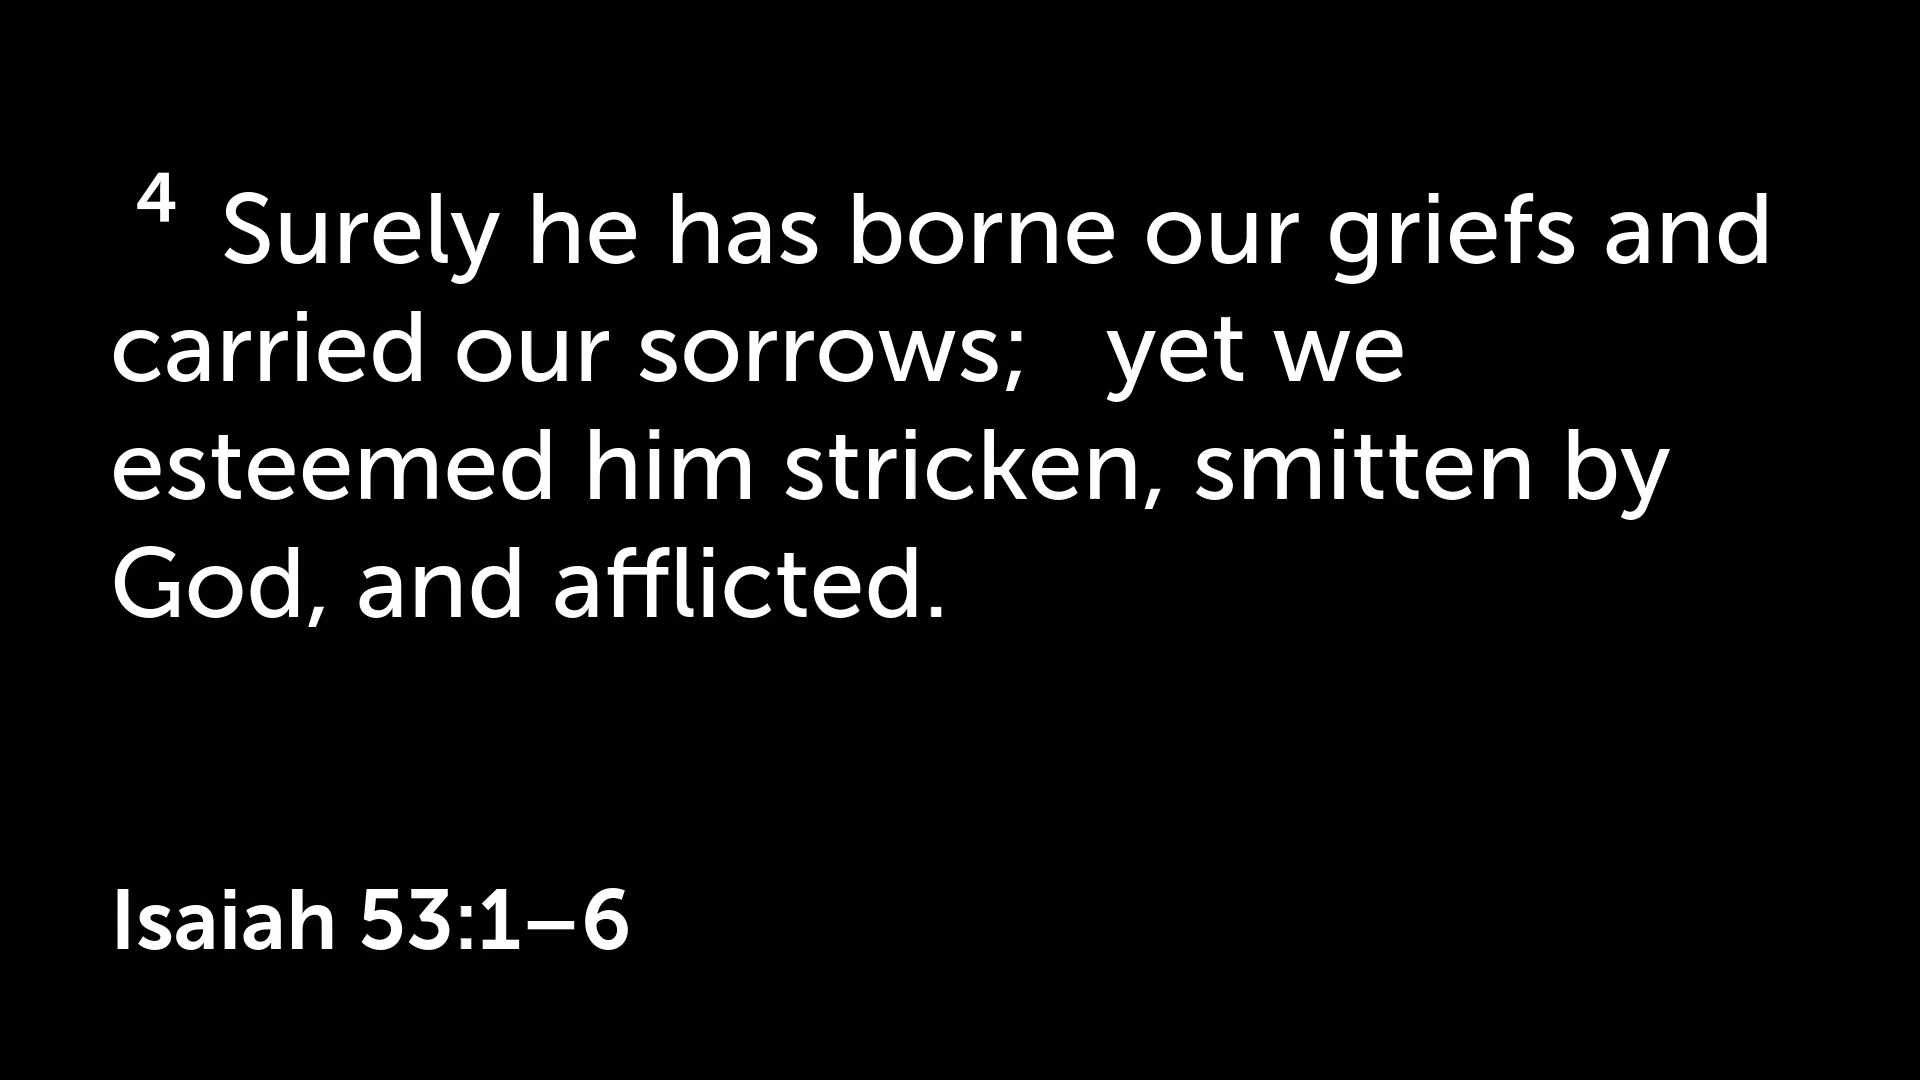 4 Surely he has borne our griefs and
carried our sorrows; yet we
esteemed him stricken, smitten by
God, and afflicted.
Isaiah 53:1–6